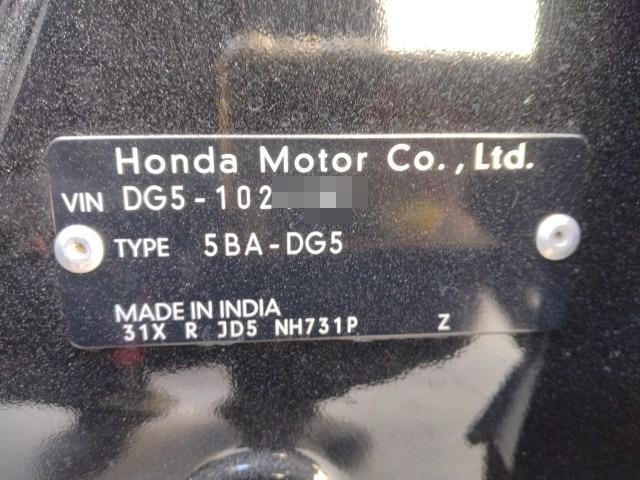 Honda Motor Co., Ltd.
VIN DG5-102
TYPE 5BA-DG5
MADE IN INDIA
31X R JD5 NH731P Z